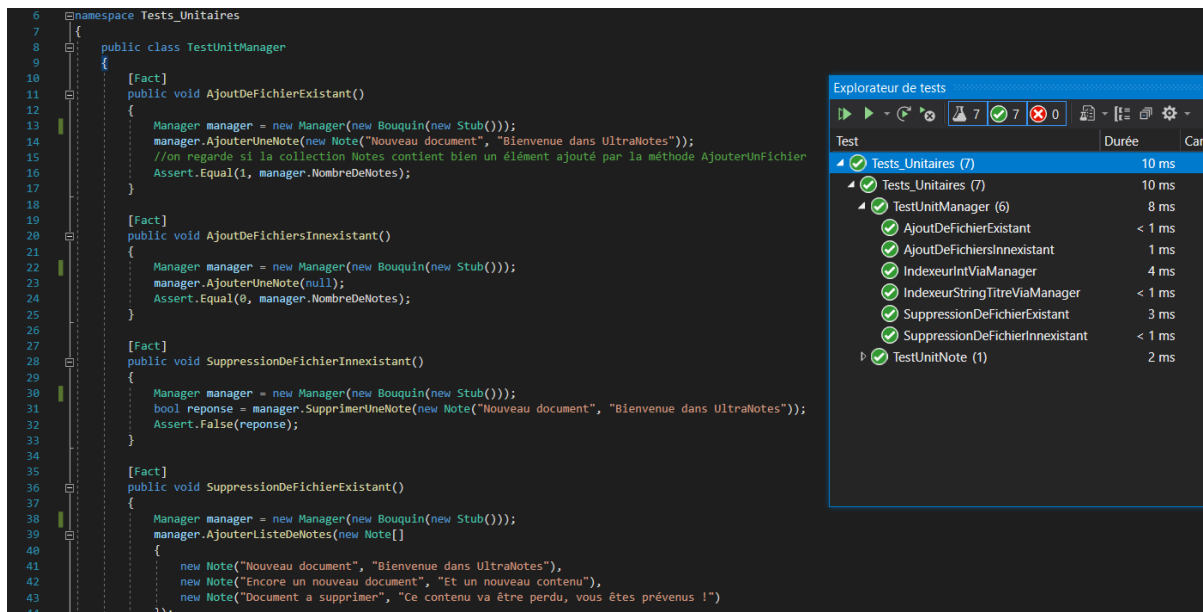 6 namespace Tests_Unitaires
7 {
8 public class TestUnitManager
9 {
10 [Fact]
11 public void AjoutDeFichierExistant()
12 {
13 Manager manager = new Manager(new Bouquin(new Stub()));
14 manager.AjouterUneNote(new Note("Nouveau document", "Bienvenue dans UltraNotes"));
15 //on regarde si la collection Notes contient bien un élément ajouté par la méthode AjouterUnFichier
16 Assert.Equal(1, manager.NombreDeNotes);
17 }
18
19 [Fact]
20 public void AjoutDeFichiersInnexistant()
21 {
22 Manager manager = new Manager(new Bouquin(new Stub()));
23 manager.AjouterUneNote(null);
24 Assert.Equal(0, manager.NombreDeNotes);
25 }
26
27 [Fact]
28 public void SuppressionDeFichierInnexistant()
29 {
30 Manager manager = new Manager(new Bouquin(new Stub()));
31 bool reponse = manager.SupprimerUneNote(new Note("Nouveau document", "Bienvenue dans UltraNotes"));
32 Assert.False(reponse);
33 }
34
35 [Fact]
36 public void SuppressionDeFichierExistant()
37 {
38 Manager manager = new Manager(new Bouquin(new Stub()));
39 manager.AjouterListeDeNotes(new Note[]
40 {
41 new Note("Nouveau document", "Bienvenue dans UltraNotes"),
42 new Note("Encore un nouveau document", "Et un nouveau contenu"),
43 new Note("Document a supprimer", "Ce contenu va être perdu, vous êtes prévenus !")
Explorateur de tests
7 7 0
Test Durée Car
Tests_Unitaires (7) 10 ms
Tests_Unitaires (7) 10 ms
TestUnitManager (6) 8 ms
AjoutDeFichierExistant < 1 ms
AjoutDeFichiersInnexistant 1 ms
IndexeurIntViaManager 4 ms
IndexeurStringTitreViaManager < 1 ms
SuppressionDeFichierExistant 3 ms
SuppressionDeFichierInnexistant < 1 ms
TestUnitNote (1) 2 ms